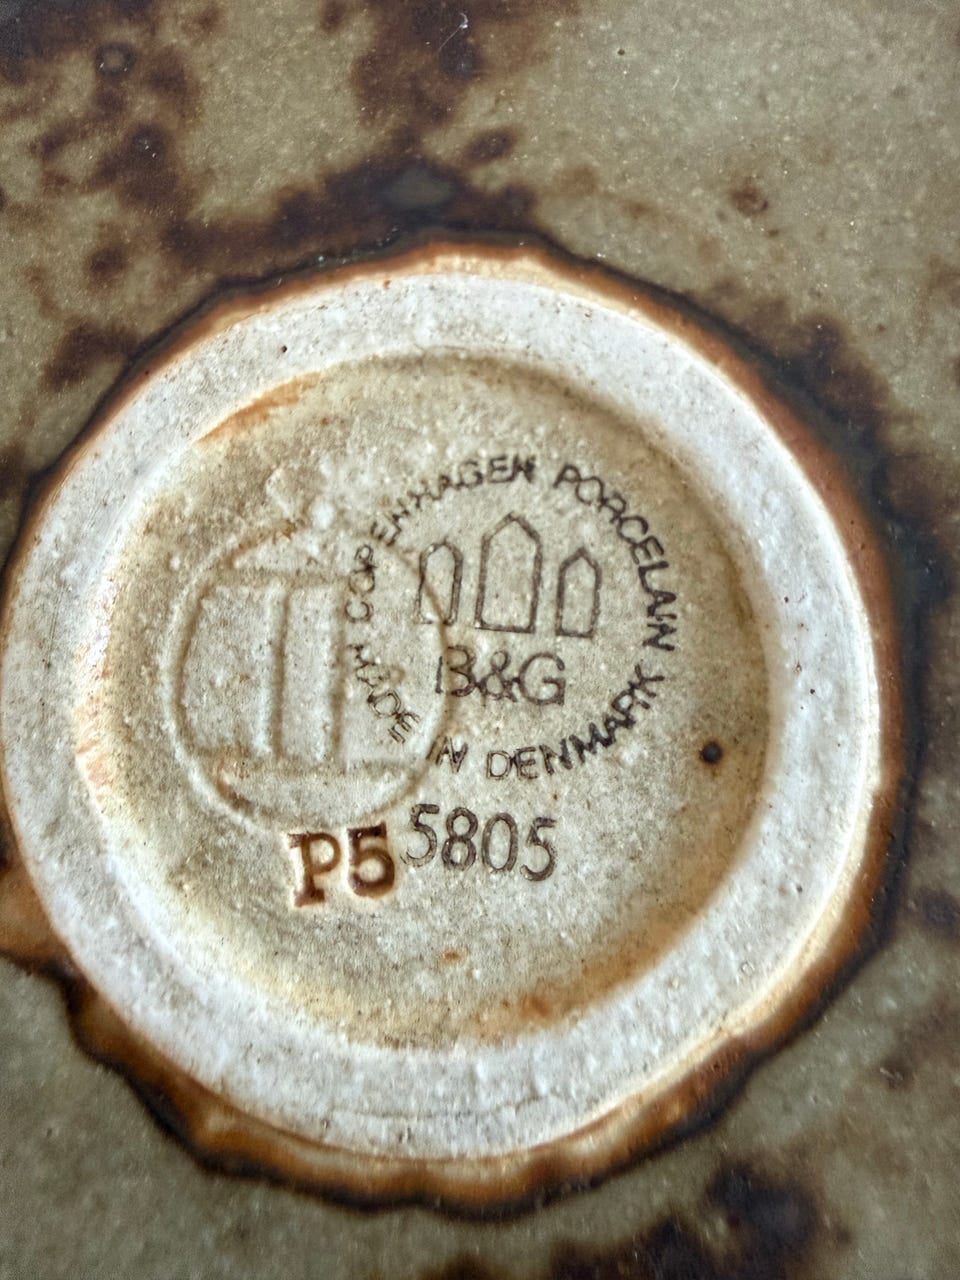 COPENHAGEN PORCELAIN
MADE IN DENMARK
B&G
P5 5805